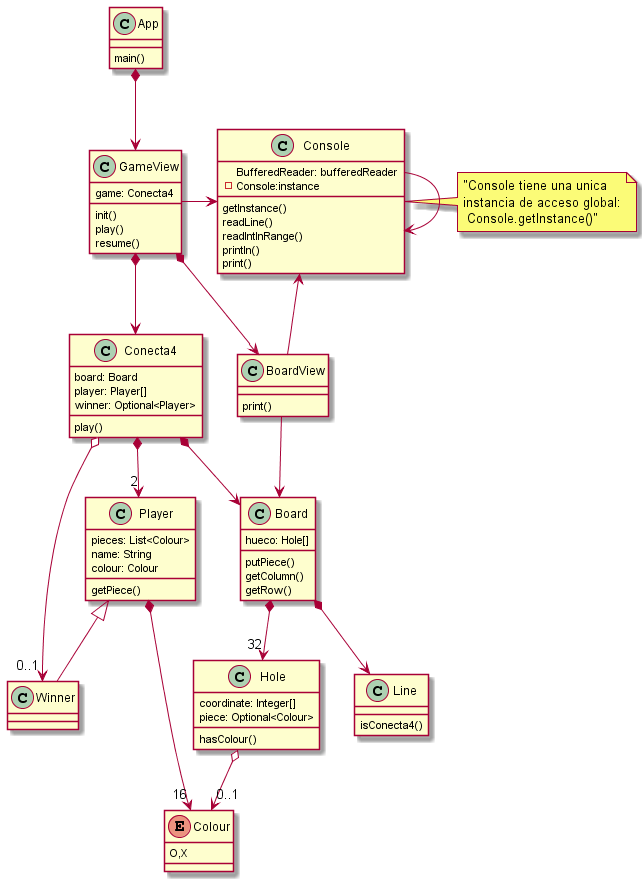 C App
main()
C GameView
game: Conecta4
init()
play()
resume()
C Console
BufferedReader: bufferedReader
Console:instance
getInstance()
readLine()
readIntInRange()
println()
print()
"Console tiene una unica
instancia de acceso global:
Console.getInstance()"
C Conecta4
board: Board
player: Player[]
winner: Optional<Player>
play()
C BoardView
print()
2
C Player
pieces: List<Colour>
name: String
colour: Colour
getPiece()
C Board
hueco: Hole[]
putPiece()
getColumn()
getRow()
0..1
32
C Winner
C Hole
coordinate: Integer[]
piece: Optional<Colour>
hasColour()
C Line
isConecta4()
16
0..1
E Colour
O,X